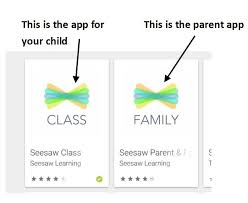 This is the app for
your child
This is the parent app
CLASS
FAMILY
Seesaw Class
Seesaw Learning
Seesaw Parent &
Seesaw Learning
S